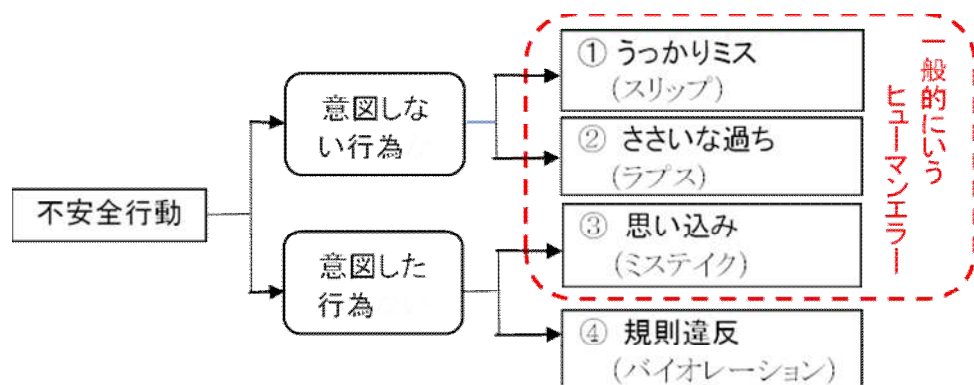 不安全行動
意図しな
い行為
意図した
行為
① うっかりミス
(スリップ)
② ささいな過ち
(ラプス)
③ 思い込み
(ミステイク)
④ 規則違反
(バイオレーション)
一般的にいう
ヒューマンエラー